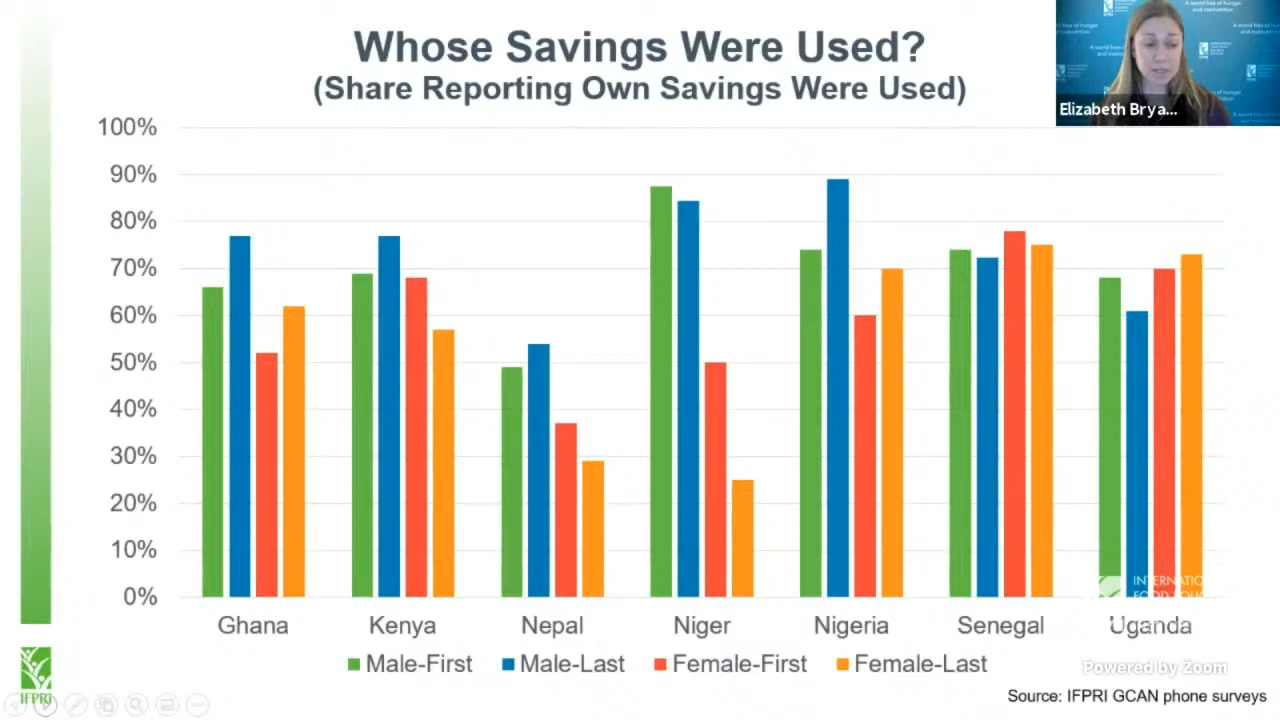 Whose Savings Were Used?
(Share Reporting Own Savings Were Used)
Elizabeth Brya...
100%
90%
80%
70%
60%
50%
40%
30%
20%
10%
0%
Ghana Kenya Nepal Niger Nigeria Senegal Uganda
Male-First Male-Last Female-First Female-Last
Powered by Zoom
Source: IFPRI GCAN phone surveys
IFPRI